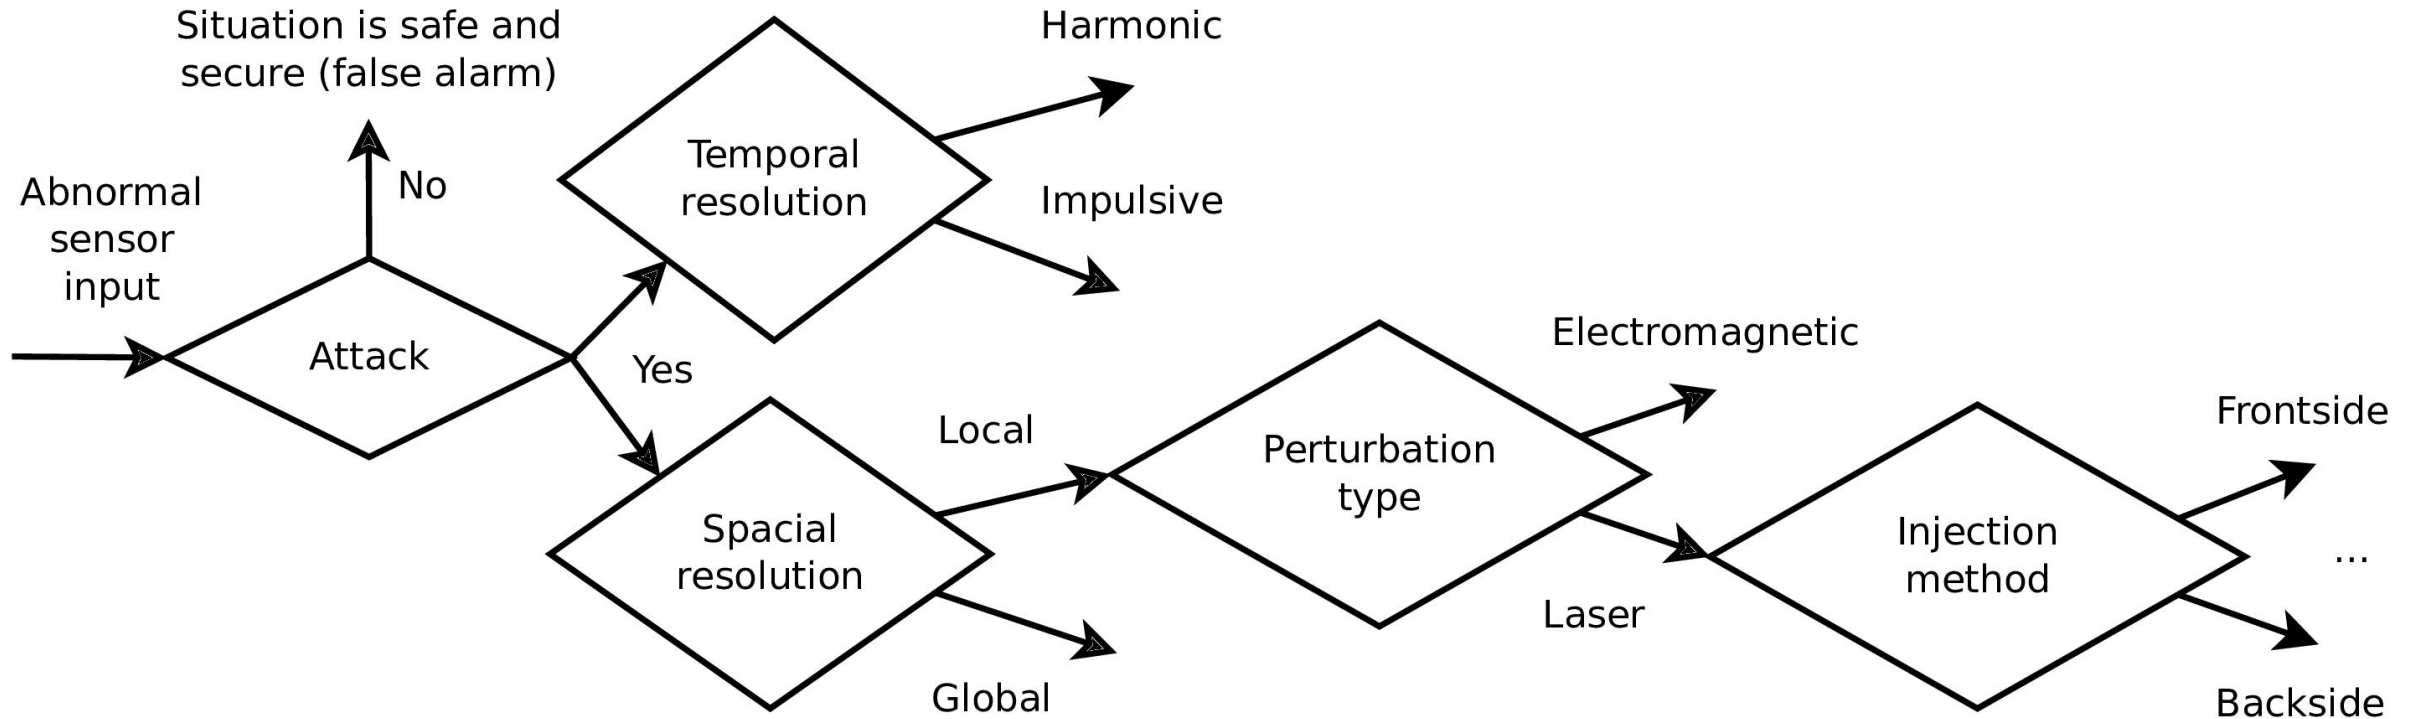 Situation is safe and
secure (false alarm)
Abnormal
sensor
input
No
Attack
Yes
Temporal
resolution
Harmonic
Impulsive
Spacial
resolution
Local
Global
Perturbation
type
Electromagnetic
Laser
Injection
method
Frontside
...
Backside